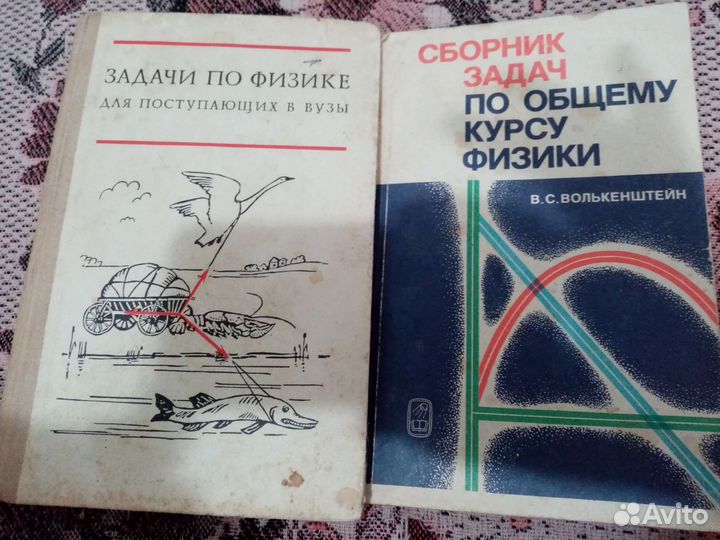 ЗАДАЧИ ПО ФИЗИКЕ
ДЛЯ ПОСТУПАЮЩИХ В ВУЗЫ
СБОРНИК
ЗАДАЧ
ПО ОБЩЕМУ
КУРСУ
ФИЗИКИ
В. С. ВОЛЬКЕНШТЕЙН
Avito